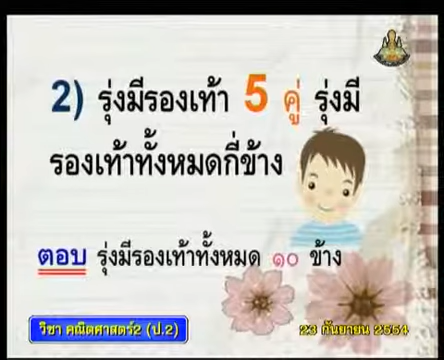 2) รุ่งมีรองเท้า 5 คู่ รุ่งมี
รองเท้าทั้งหมดกี่ข้าง
ตอบ รุ่งมีรองเท้าทั้งหมด ๑๐ ข้าง
วิชา คณิตศาสตร์2 (ป.2)
23 กันยายน 2554